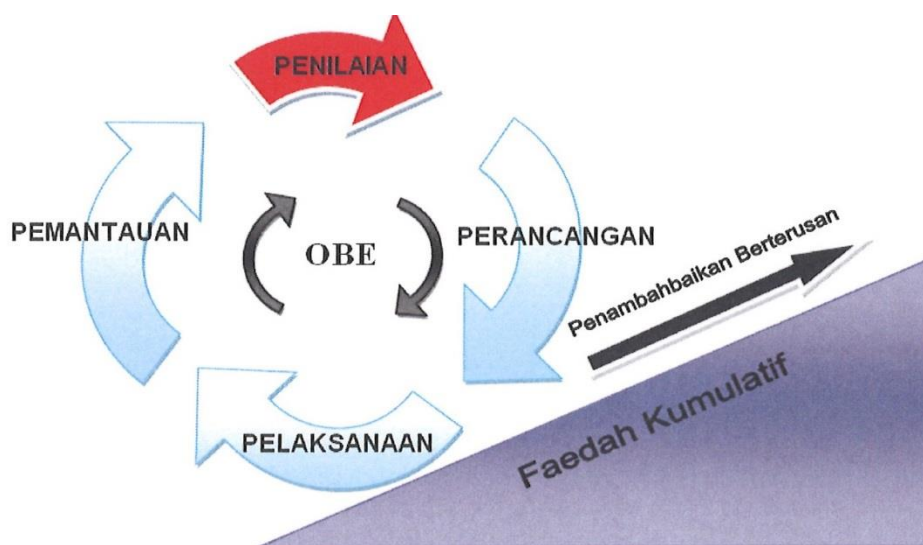 PENILAIAN
PEMANTAUAN
OBE
PERANCANGAN
PELAKSANAAN
Penambahbaikan Berterusan
Faedah Kumulatif